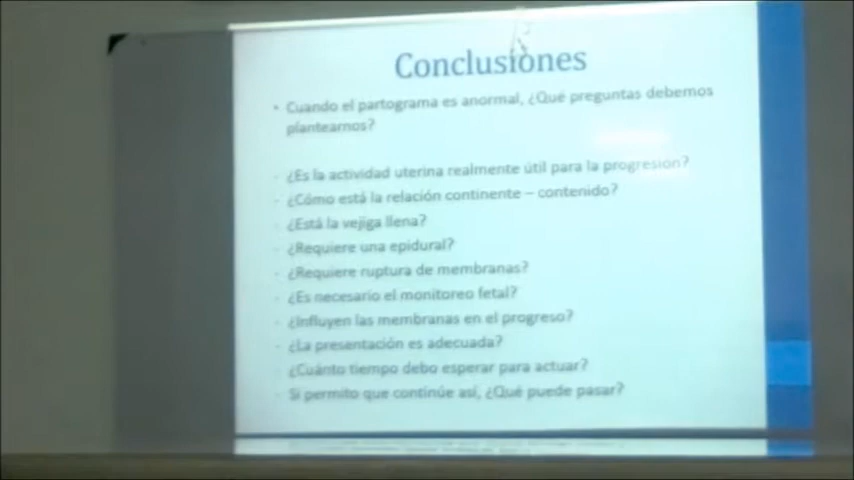 Conclusiones
• Cuando el partograma es anormal, ¿Qué preguntas debemos
plantearnos?
- ¿Es la actividad uterina realmente útil para la progresión?
- ¿Cómo está la relación continente – contenido?
- ¿Está la vejiga llena?
- ¿Requiere una epidural?
- ¿Requiere ruptura de membranas?
- ¿Es necesario el monitoreo fetal?
- ¿Influyen las membranas en el progreso?
- ¿La presentación es adecuada?
- ¿Cuánto tiempo debo esperar para actuar?
- Si permito que continúe así, ¿Qué puede pasar?